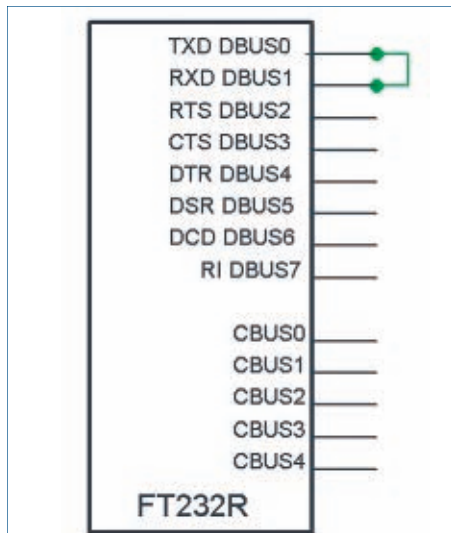 TXD DBUS0
RXD DBUS1
RTS DBUS2
CTS DBUS3
DTR DBUS4
DSR DBUS5
DCD DBUS6
RI DBUS7
CBUS0
CBUS1
CBUS2
CBUS3
CBUS4
FT232R